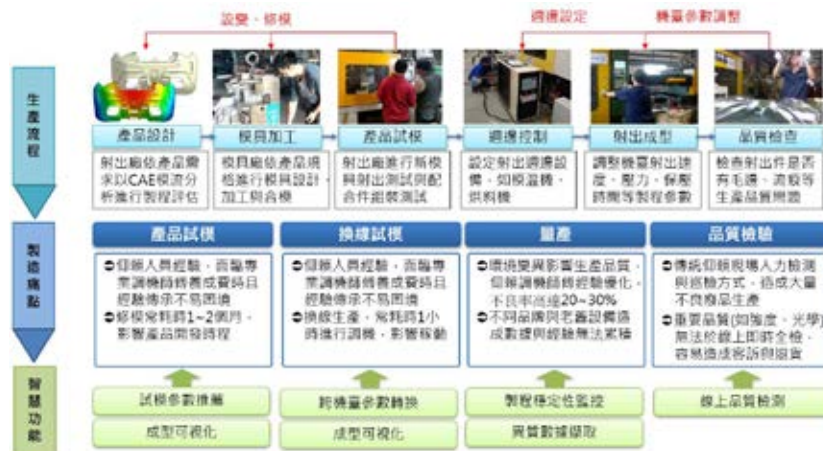 設變、修模
週邊設定
機臺參數調整
生產流程
產品設計
模具加工
產品試模
週邊控制
射出成型
品質檢查
射出廠依產品需
求以CAE模流分
析進行製程評估
模具廠依產品規
格進行模具設計、
加工與合模
射出廠進行新模
具射出測試與配
合件組裝測試
設定射出週邊設
備，如模溫機、
烘料機
調整機臺射出速
度、壓力、保壓
時間等製程參數
檢查射出件是否
有毛邊、流痕等
生產品質問題
製造痛點
產品試模
➲仰賴人員經驗，面臨專
業調機師傅養成費時且
經驗傳承不易困境
➲修模常耗時1~2個月，
影響產品開發時程
換線試模
➲仰賴人員經驗，面臨專
業調機師傅養成費時且
經驗傳承不易困境
➲換線生產，常耗時1小
時進行調機，影響稼動
量產
➲環境變異影響生產品質，
仰賴調機師傅經驗優化，
不良率高達20~30%
➲不同品牌與老舊設備造
成數據與經驗無法累積
品質檢驗
➲傳統仰賴現場人力檢測
與巡檢方式，造成大量
不良廢品生產
➲重要品質(如強度、光學)
無法於線上即時全檢，
容易造成客訴與退貨
智慧功能
試模參數推薦
成型可視化
跨機臺參數轉換
成型可視化
製程穩定性監控
異質數據擷取
線上品質檢測